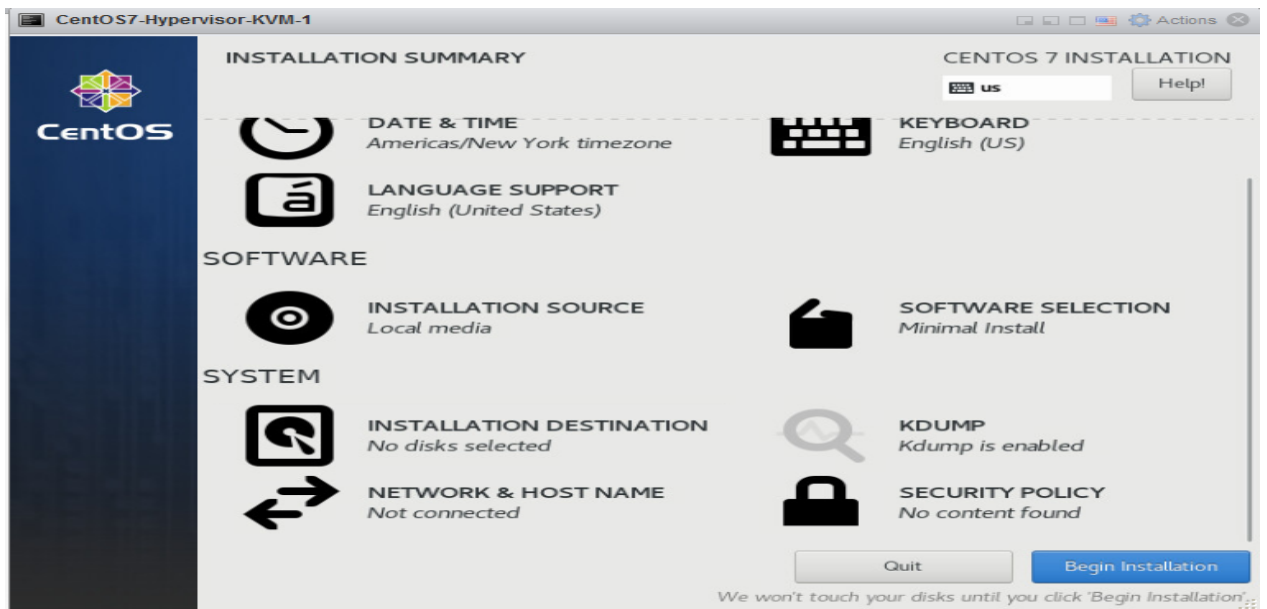 CentOS7-Hypervisor-KVM-1
Actions
INSTALLATION SUMMARY
CENTOS 7 INSTALLATION
us
Help!
CentOS
DATE & TIME
Americas/New York timezone
KEYBOARD
English (US)
á
LANGUAGE SUPPORT
English (United States)
SOFTWARE
INSTALLATION SOURCE
Local media
SOFTWARE SELECTION
Minimal Install
SYSTEM
INSTALLATION DESTINATION
No disks selected
KDUMP
Kdump is enabled
NETWORK & HOST NAME
Not connected
SECURITY POLICY
No content found
Quit
Begin Installation
We won't touch your disks until you click 'Begin Installation'.